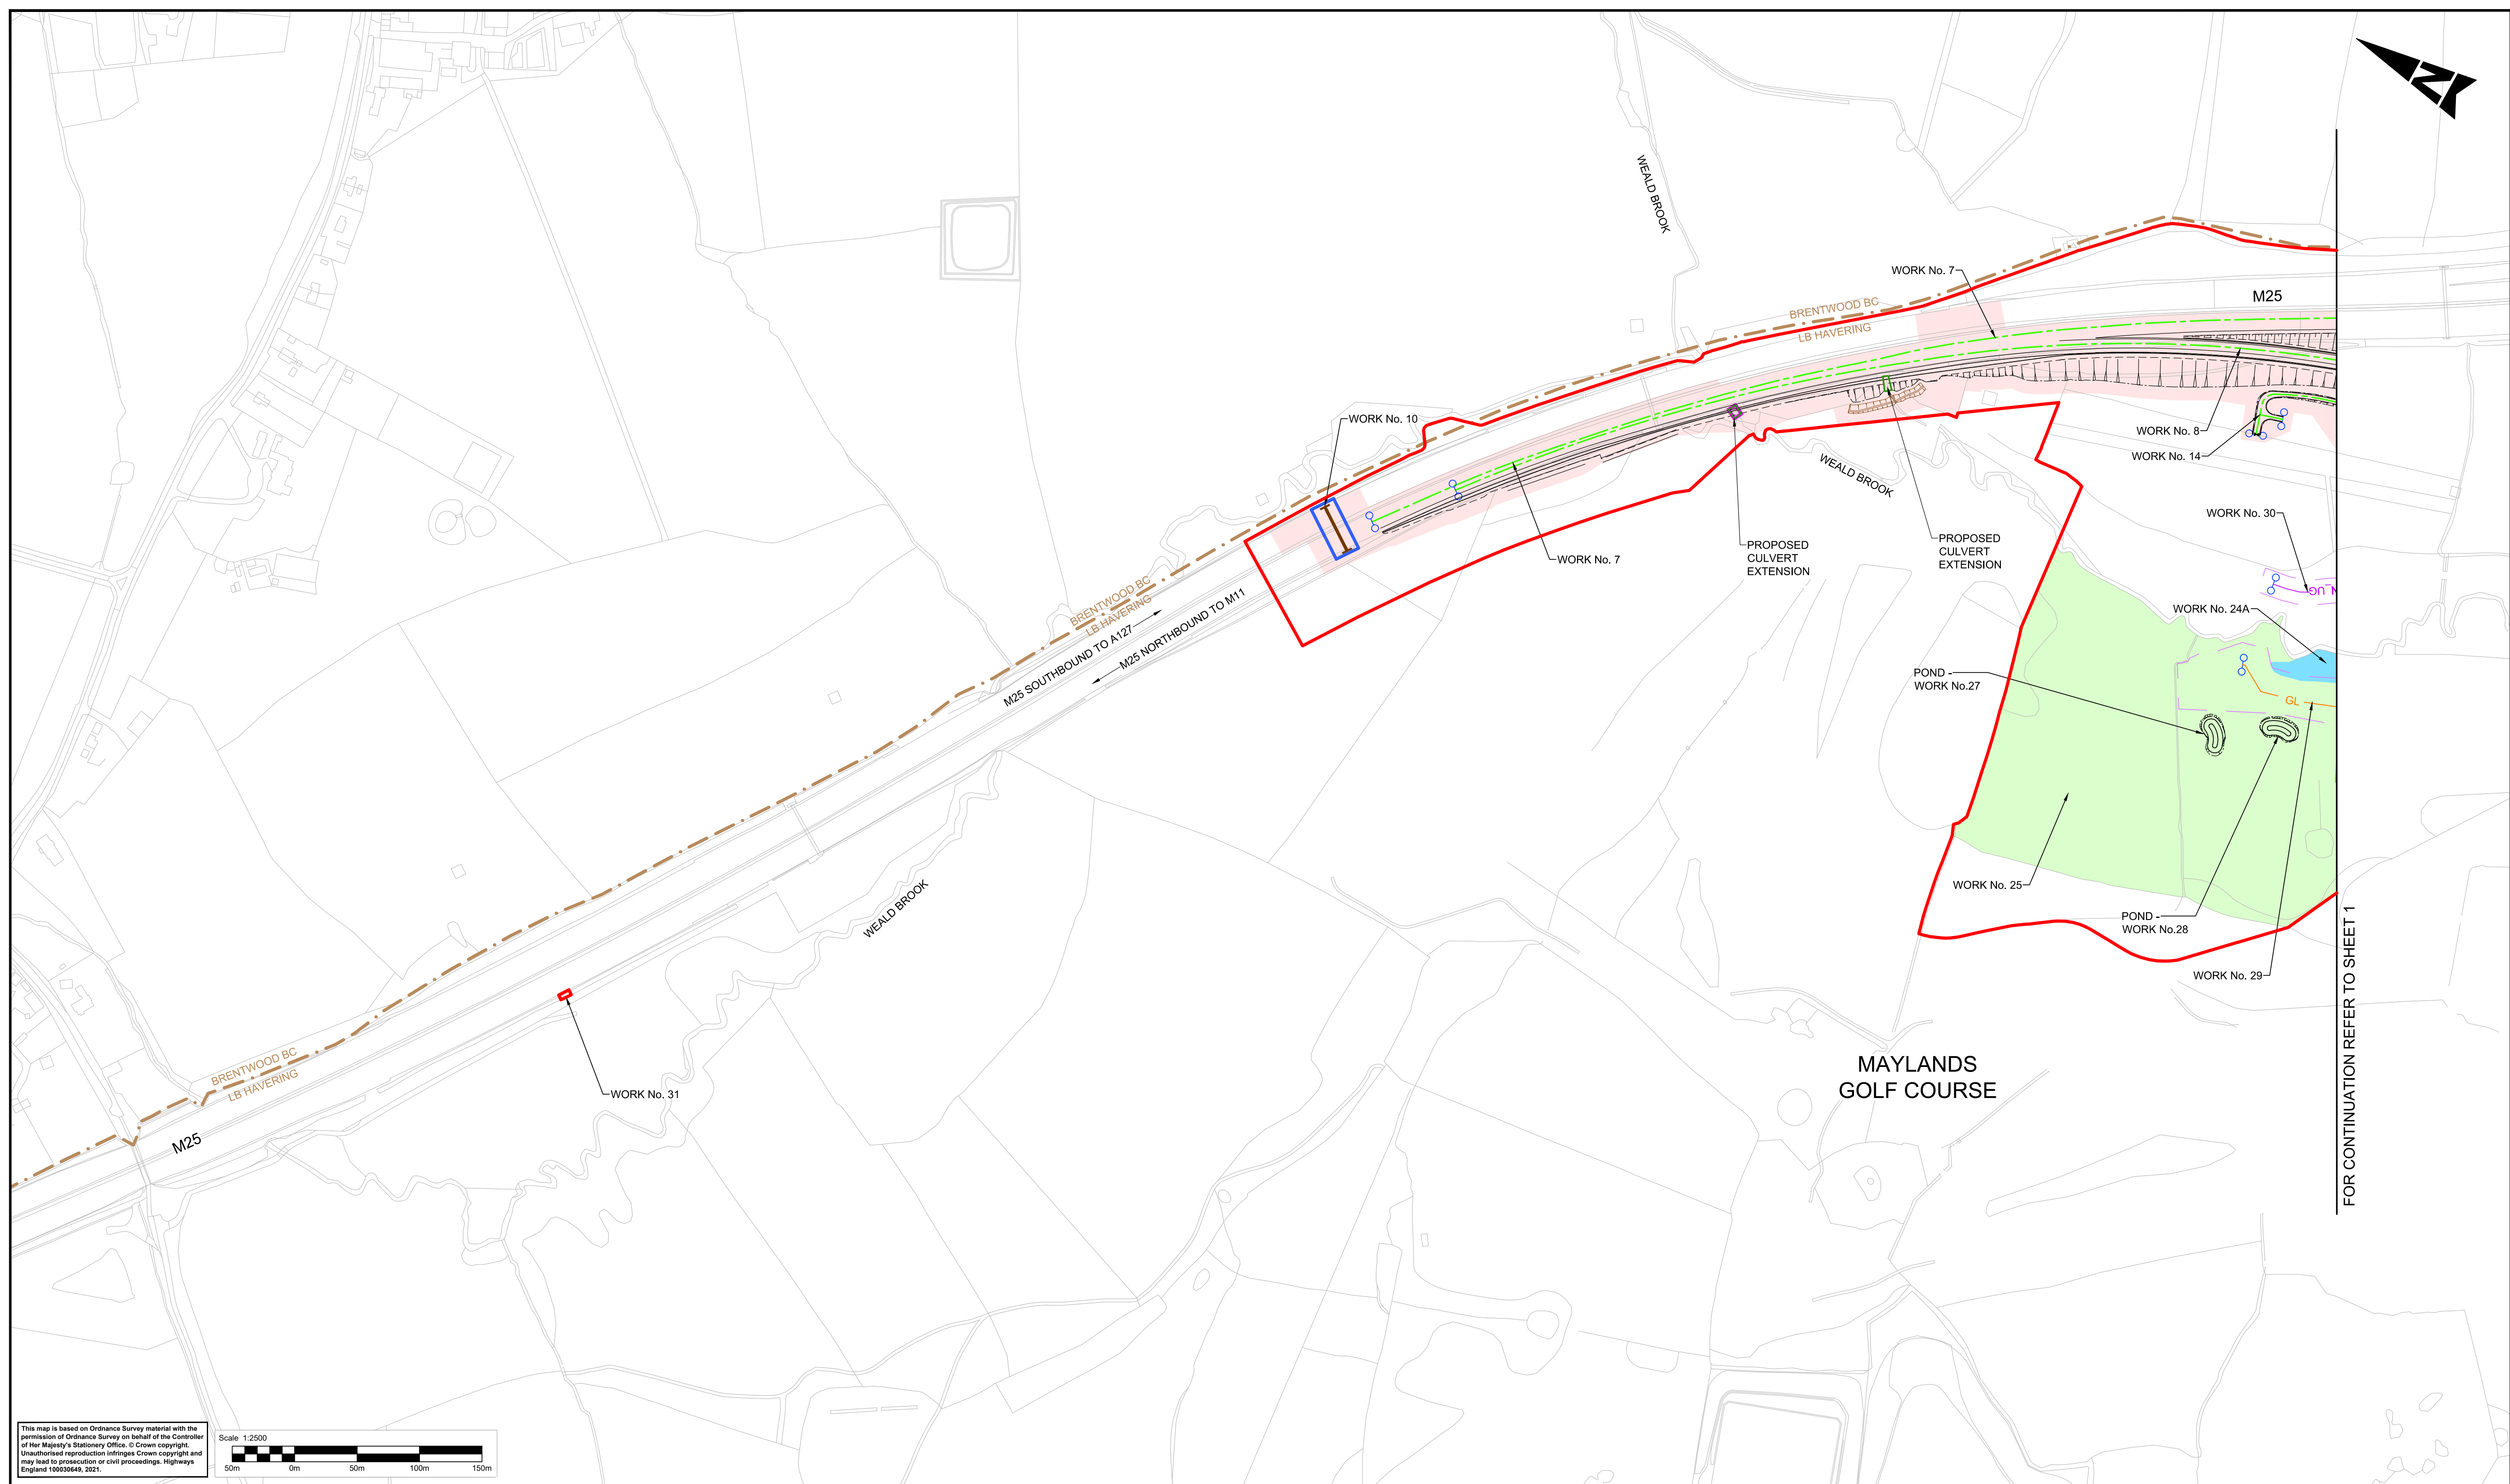 N
WEALD BROOK
WORK No. 7
M25
BRENTWOOD BC
LB HAVERING
WORK No. 10
WORK No. 8
WORK No. 14
WEALD BROOK
WORK No. 30
PROPOSED
CULVERT
EXTENSION
PROPOSED
CULVERT
EXTENSION
WORK No. 7
UG
BRENTWOOD BC
LB HAVERING
M25 SOUTHBOUND TO A127
M25 NORTHBOUND TO M11
WORK No. 24A
POND -
WORK No.27
GL
WEALD BROOK
WORK No. 25
POND -
WORK No.28
WORK No. 29
FOR CONTINUATION REFER TO SHEET 1
BRENTWOOD BC
LB HAVERING
WORK No. 31
MAYLANDS
GOLF COURSE
M25
This map is based on Ordnance Survey material with the
permission of Ordnance Survey on behalf of the Controller
of Her Majesty's Stationery Office. © Crown copyright.
Unauthorised reproduction infringes Crown copyright and
may lead to prosecution or civil proceedings. Highways
England 100030649, 2021.
Scale 1:2500
50m 0m 50m 100m 150m